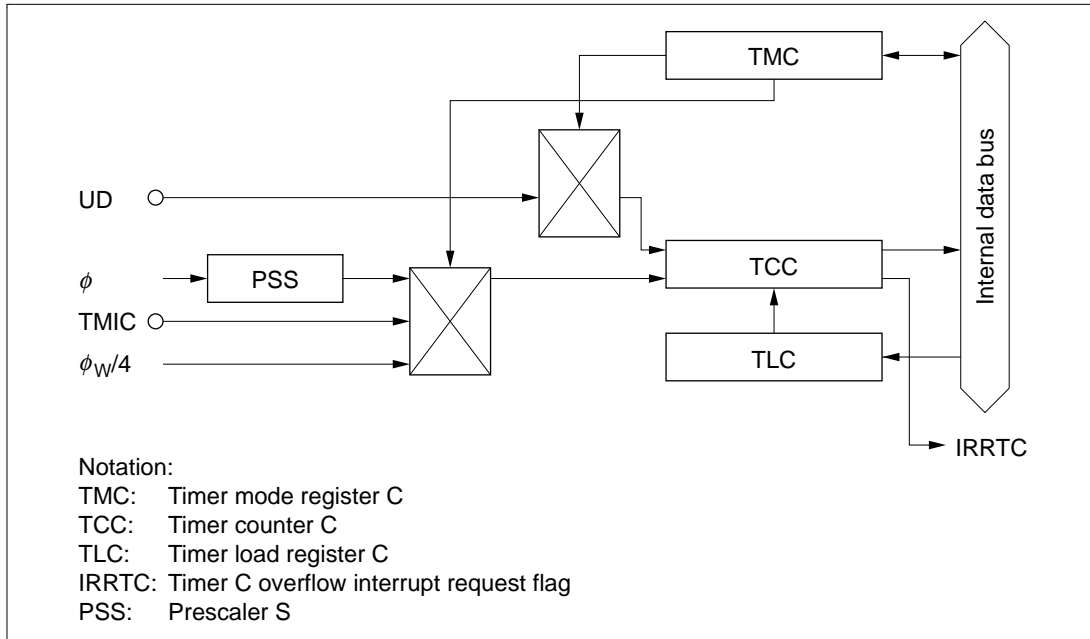 TMC
UD
ϕ
PSS
TCC
TMIC
ϕW/4
TLC
Internal data bus
IRRTC
Notation:
TMC: Timer mode register C
TCC: Timer counter C
TLC: Timer load register C
IRRTC: Timer C overflow interrupt request flag
PSS: Prescaler S